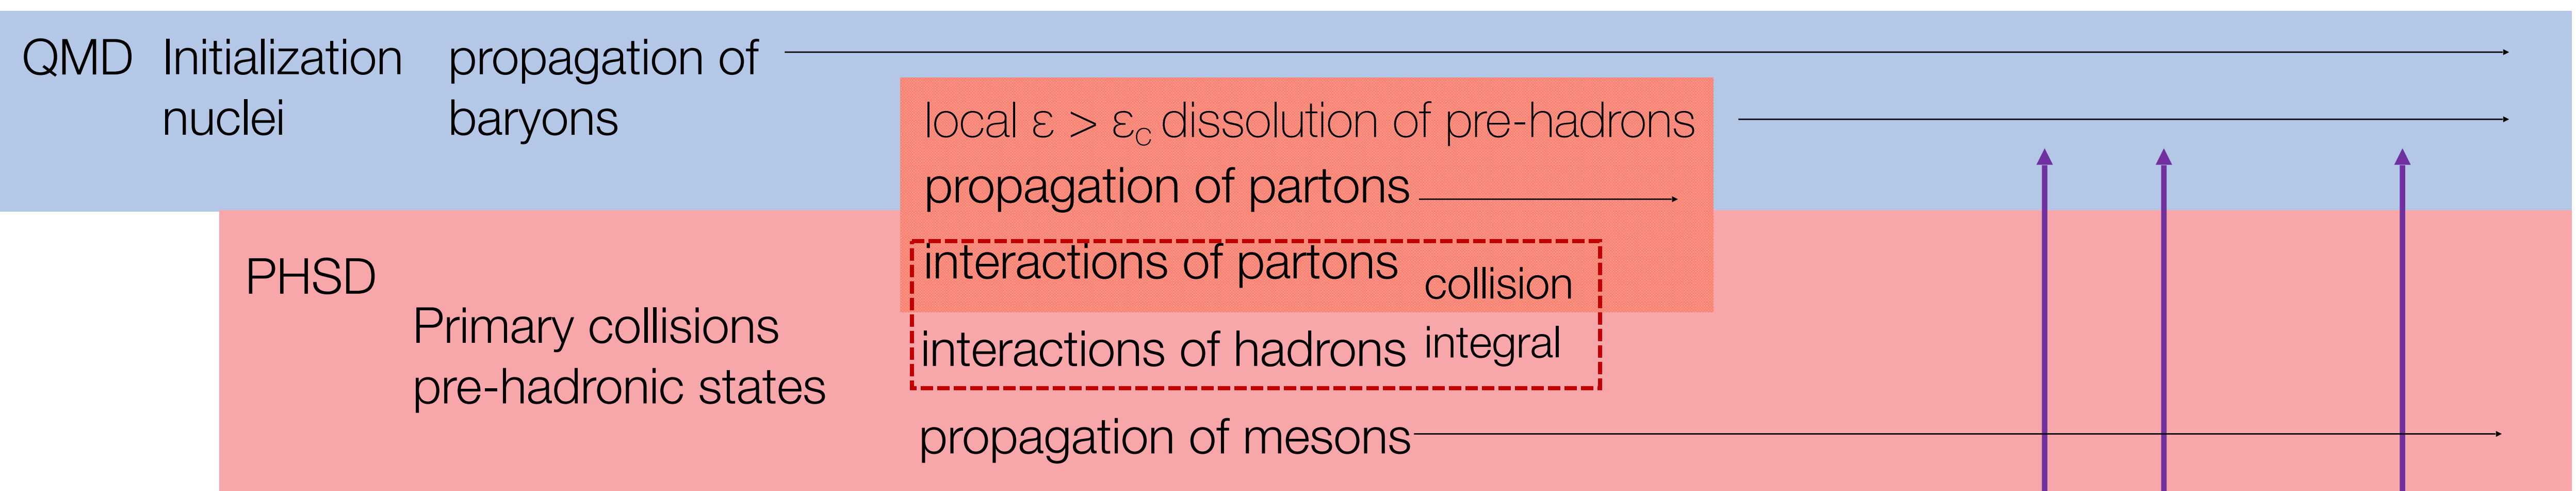 QMD Initialization propagation of
nuclei baryons
local ε > εc dissolution of pre-hadrons
propagation of partons
interactions of partons collision
interactions of hadrons integral
propagation of mesons
PHSD
Primary collisions
pre-hadronic states